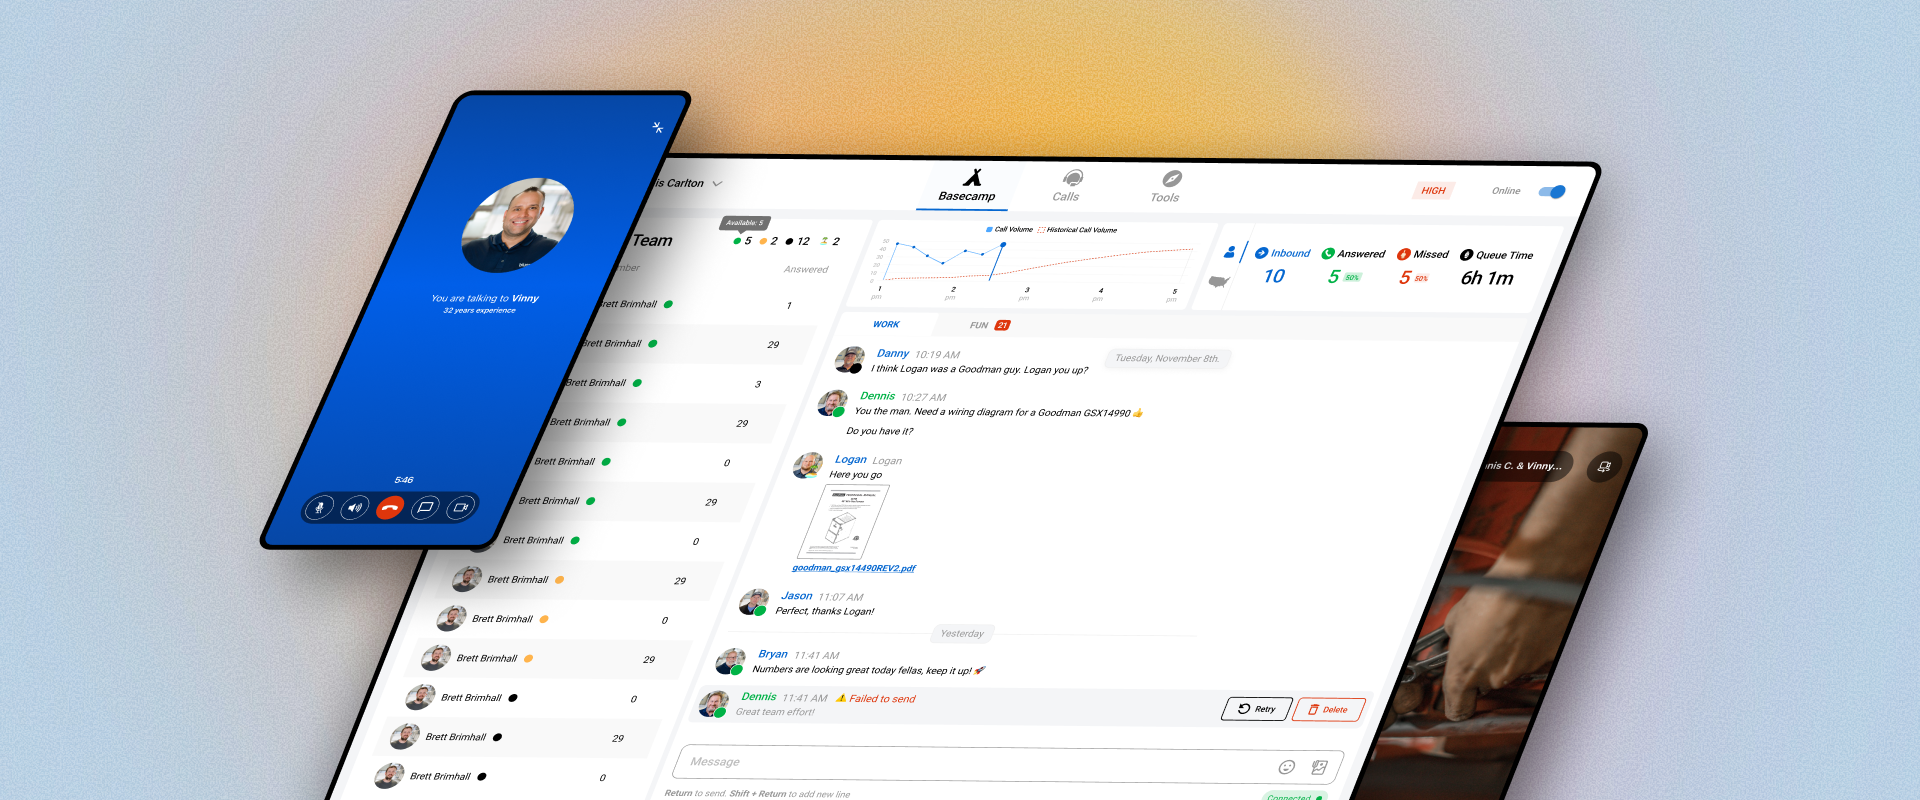 You are talking to Vinny
32 years experience
5:46
is Carlton
Basecamp
Calls
Tools
HIGH
Online
Team
Available: 5
5
2
12
2
mber
Answered
Brett Brimhall
1
Brett Brimhall
29
Brett Brimhall
3
Brett Brimhall
29
Brett Brimhall
0
Brett Brimhall
29
Brett Brimhall
0
Brett Brimhall
29
Brett Brimhall
0
Brett Brimhall
29
Brett Brimhall
0
Brett Brimhall
29
Brett Brimhall
0
Call Volume
Historical Call Volume
50
40
30
20
10
0
1
pm
2
pm
3
pm
4
pm
5
pm
Inbound
10
Answered
5 50%
Missed
5 50%
Queue Time
6h 1m
WORK
FUN 21
Tuesday, November 8th.
Danny 10:19 AM
I think Logan was a Goodman guy. Logan you up?
Dennis 10:27 AM
You the man. Need a wiring diagram for a Goodman GSX14990 👍
Do you have it?
Logan Logan
Here you go
goodman_gsx14490REV2.pdf
Jason 11:07 AM
Perfect, thanks Logan!
Yesterday
Bryan 11:41 AM
Numbers are looking great today fellas, keep it up! 🚀
Dennis 11:41 AM ⚠️ Failed to send
Great team effort!
Retry
Delete
Message
Return to send. Shift + Return to add new line
Connected
nis C. & Vinny...